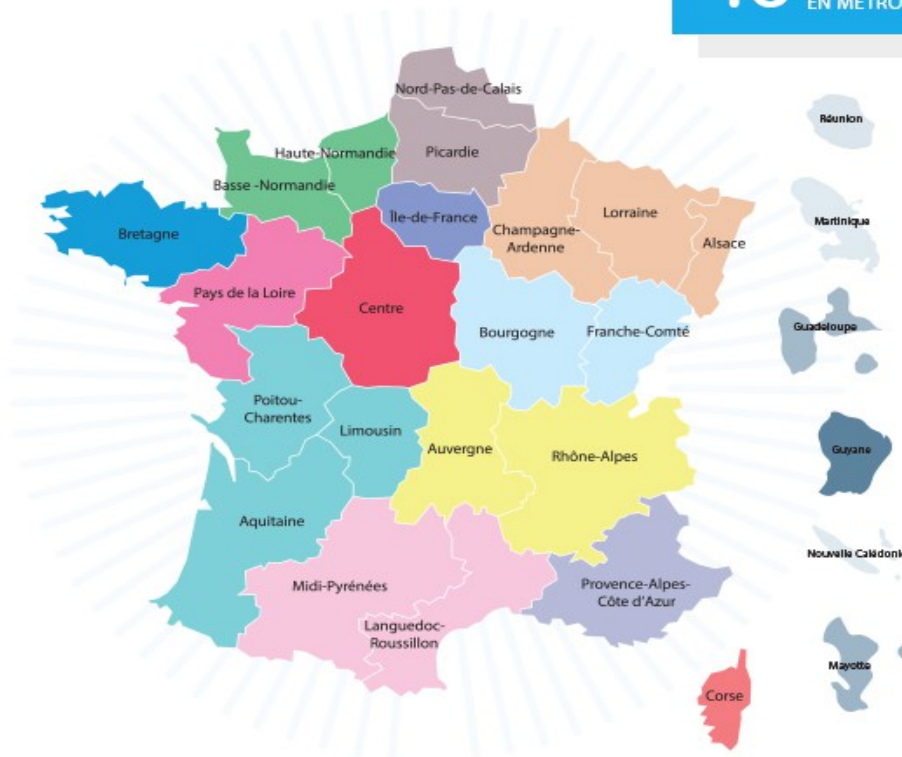 EN MÉTRO
Nord-Pas-de-Calais
Réunion
Haute-Normandie
Picardie
Basse -Normandie
Île-de-France
Lorraine
Martinique
Bretagne
Champagne-
Ardenne
Alsace
Pays de la Loire
Centre
Bourgogne
Franche-Comté
Guadeloupe
Poitou-
Charentes
Limousin
Auvergne
Rhône-Alpes
Guyane
Aquitaine
Nouvelle Calédoni
Midi-Pyrénées
Provence-Alpes-
Côte d'Azur
Languedoc-
Roussillon
Mayotte
Corse